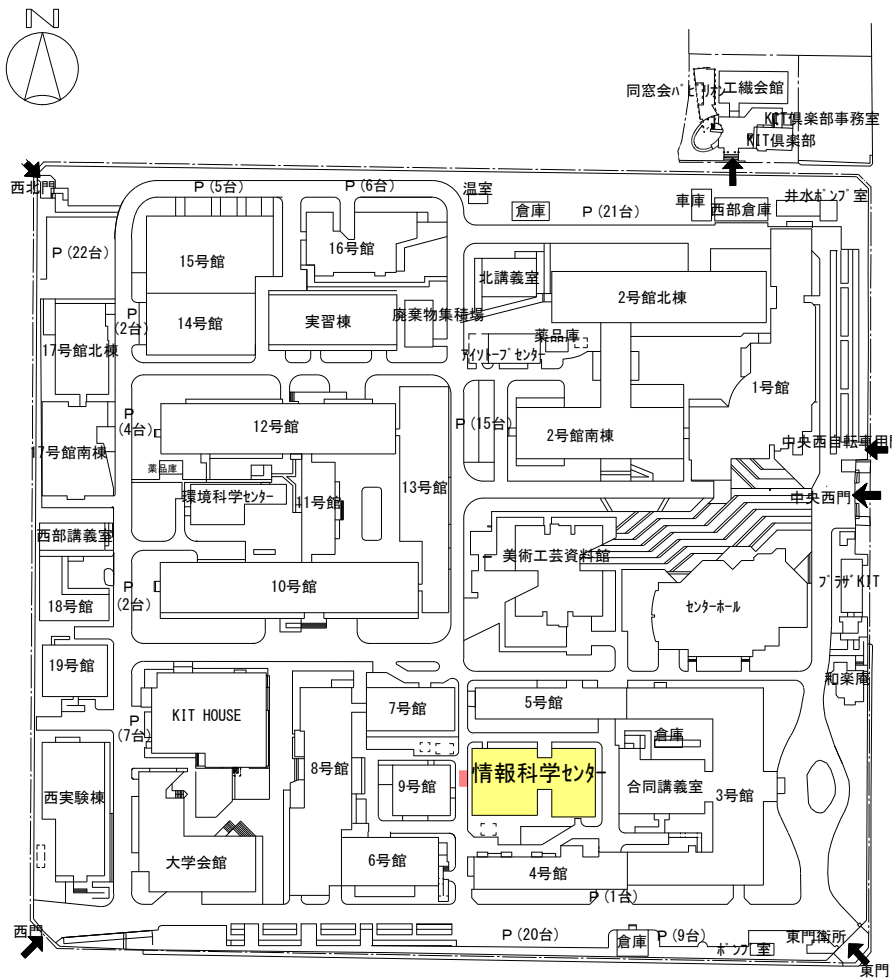 N
同窓会パビリオン
工繊会館
KIT倶楽部事務室
KIT倶楽部
西北門
P (5台)
P (6台)
温室
倉庫
P (21台)
車庫
西部倉庫
井水ポンプ室
P (22台)
15号館
16号館
北講義室
2号館北棟
P
(2台)
14号館
実習棟
廃棄物集積場
薬品庫
アイソトープセンター
17号館北棟
1号館
P
(4台)
12号館
P (15台)
2号館南棟
中央西自転車用門
17号館南棟
薬品庫
環境科学センター
11号館
13号館
中央西門
西部講義室
美術工芸資料館
10号館
P
(2台)
18号館
センターホール
プラザKIT
19号館
和楽庵
KIT HOUSE
7号館
5号館
P
(7台)
倉庫
8号館
9号館
情報科学センター
合同講義室
3号館
西実験棟
大学会館
6号館
4号館
P (1台)
西門
P (20台)
倉庫
P (9台)
ポンプ室
東門衛所
東門